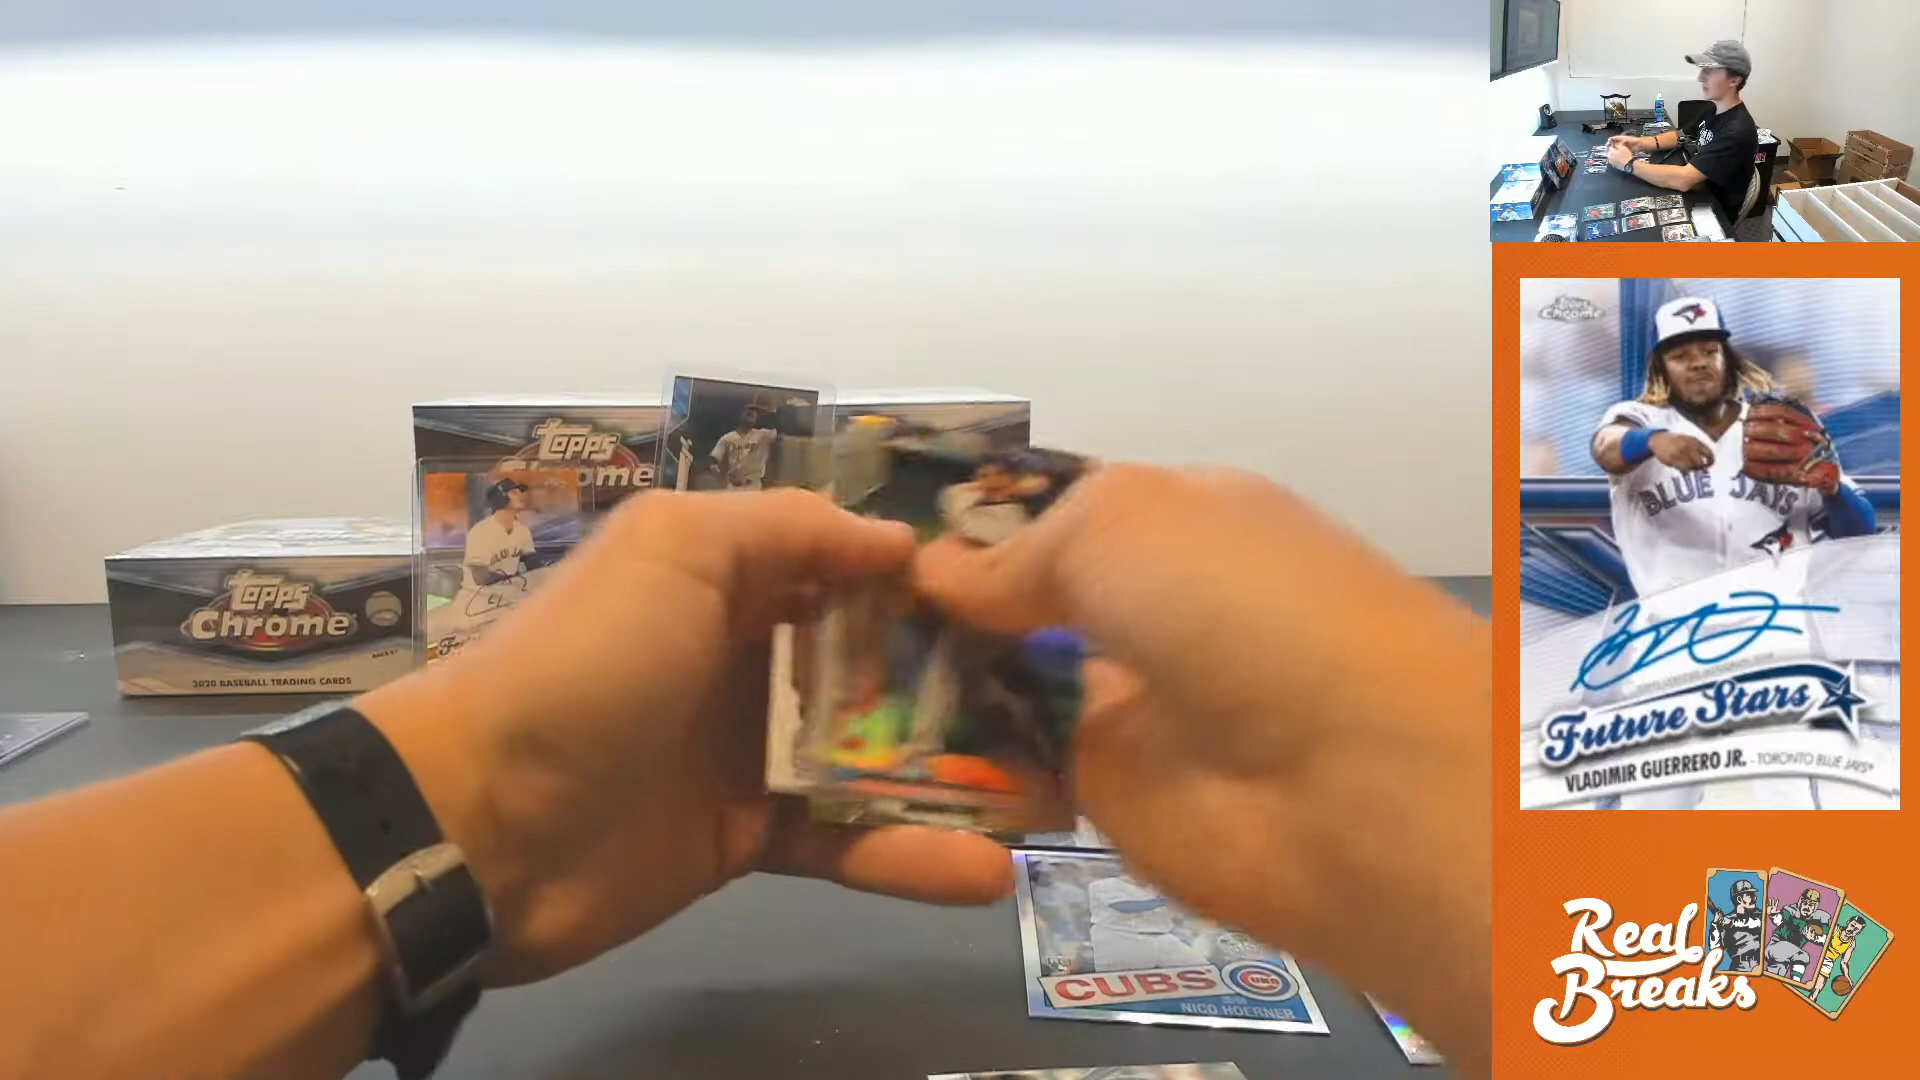 Topps
Chrome
Topps
Chrome
2020 BASEBALL TRADING CARDS
CUBS
CUBS
NICO HOERNER
Topps
Chrome
BLUE JAYS
Future Stars
VLADIMIR GUERRERO JR. - TORONTO BLUE JAYS
Real
Breaks